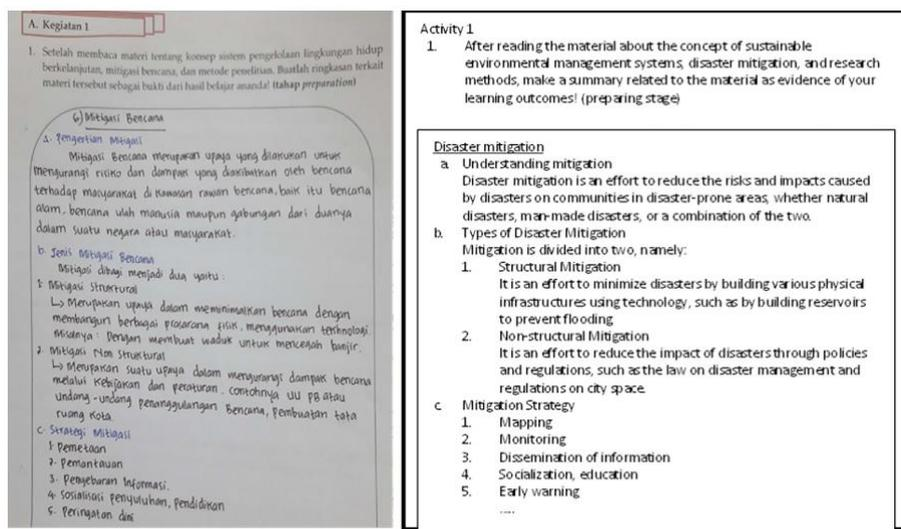 A. Kegiatan 1
1. Setelah membaca materi tentang konsep sistem pengelolaan lingkungan hidup
berkelanjutan, mitigasi bencana, dan metode penelitian. Buatlah ringkasan terkait
materi tersebut sebagai bukti dari hasil belajar ananda! (tahap preparation)
6) Mitigasi Bencana
a. Pengertian Mitigasi
Mitigasi Bencana merupakan upaya yang dilakukan untuk
mengurangi risiko dan dampak yang diakibatkan oleh bencana
terhadap masyarakat di kawasan rawan bencana, baik itu bencana
alam, bencana ulah manusia maupun gabungan dari duanya
dalam suatu negara atau masyarakat.
b. Jenis Mitigasi Bencana
Mitigasi dibagi menjadi dua yaitu :
1. Mitigasi Struktural
↳ Merupakan upaya dalam meminimalkan bencana dengan
membangun berbagai prasarana fisik, menggunakan tekhnologi.
Misalnya : Dengan membuat waduk untuk mencegah banjir.
2. Mitigasi Non Struktural
↳ Merupakan suatu upaya dalam mengurangi dampak bencana
melalui kebijakan dan peraturan. contohnya UU PB atau
undang-undang penanggulangan Bencana, pembuatan tata
ruang kota.
c. Strategi Mitigasi
1. Pemetaan
2. Pemantauan
3. Penyebaran Informasi.
4. Sosialisasi penyuluhan, Pendidikan
5. Peringatan dini
Activity 1
1. After reading the material about the concept of sustainable
environmental management systems, disaster mitigation, and research
methods, make a summary related to the material as evidence of your
learning outcomes! (preparing stage)
Disaster mitigation
a. Understanding mitigation
Disaster mitigation is an effort to reduce the risks and impacts caused
by disasters on communities in disaster-prone areas, whether natural
disasters, man-made disasters, or a combination of the two.
b. Types of Disaster Mitigation
Mitigation is divided into two, namely:
1. Structural Mitigation
It is an effort to minimize disasters by building various physical
infrastructures using technology, such as by building reservoirs
to prevent flooding
2. Non-structural Mitigation
It is an effort to reduce the impact of disasters through policies
and regulations, such as the law on disaster management and
regulations on city space.
c. Mitigation Strategy
1. Mapping
2. Monitoring
3. Dissemination of information
4. Socialization, education
5. Early warning
....